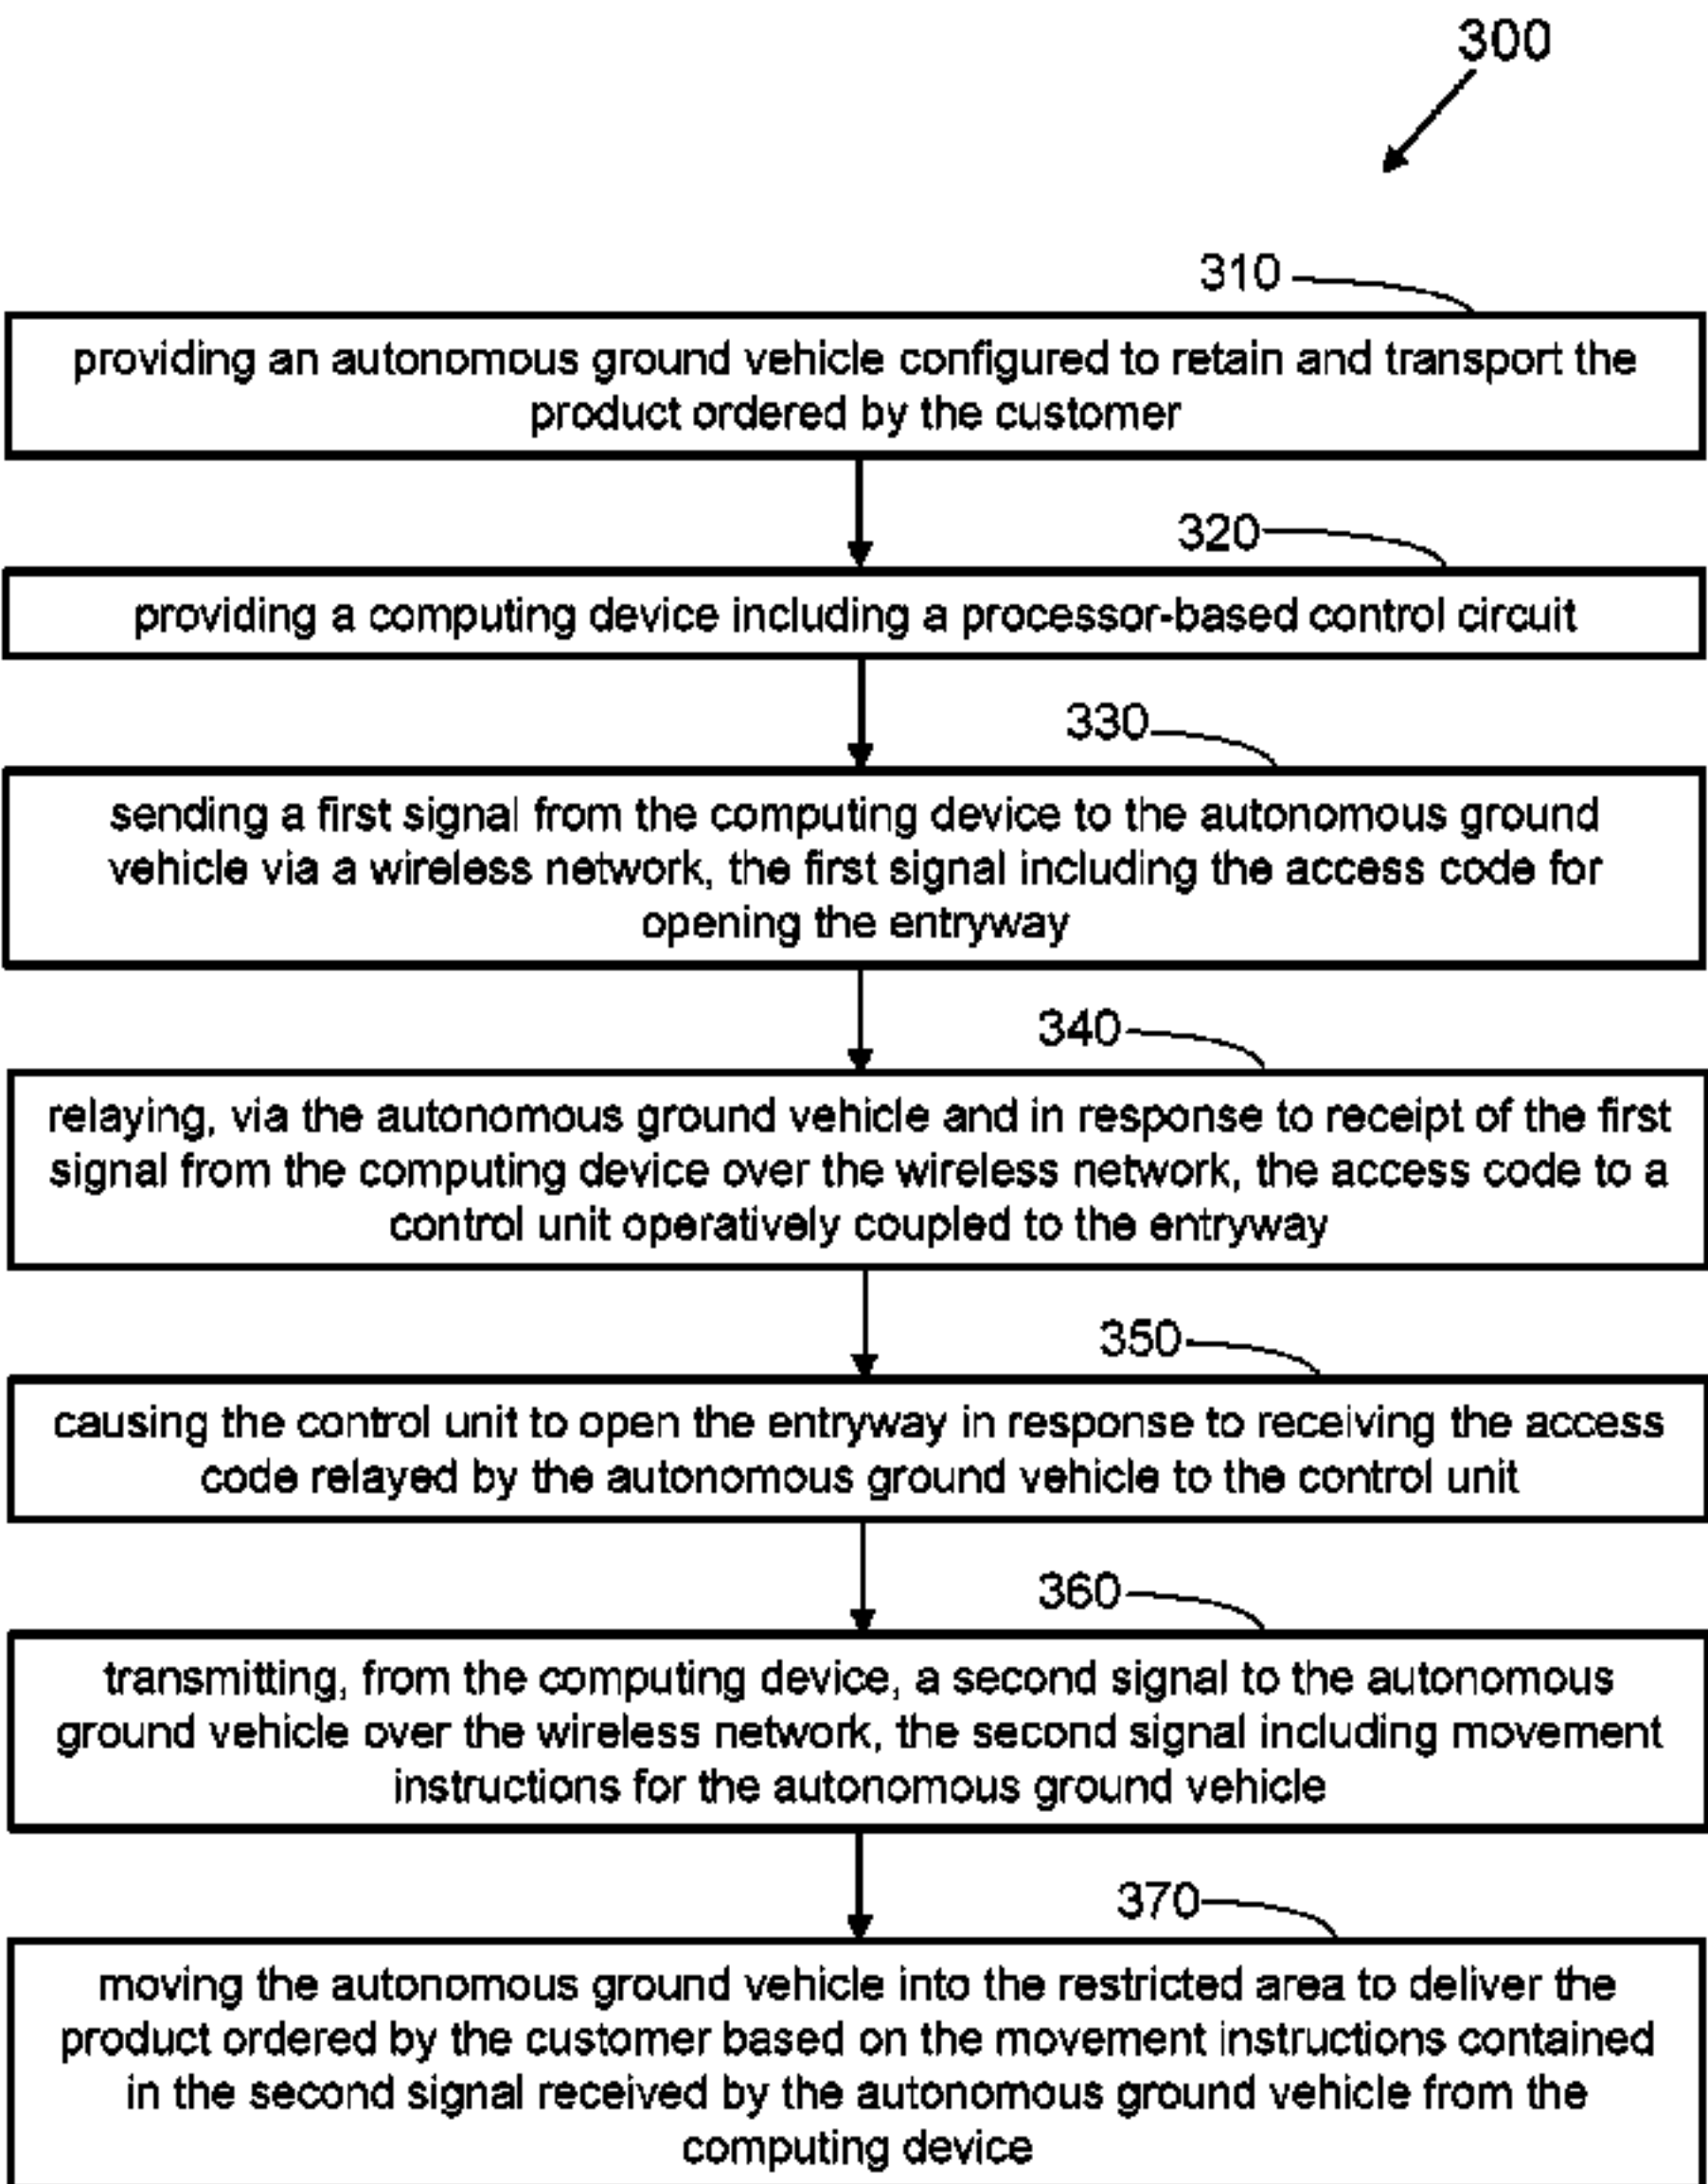 300
310
providing an autonomous ground vehicle configured to retain and transport the
product ordered by the customer
320
providing a computing device including a processor-based control circuit
330
sending a first signal from the computing device to the autonomous ground
vehicle via a wireless network, the first signal including the access code for
opening the entryway
340
relaying, via the autonomous ground vehicle and in response to receipt of the first
signal from the computing device over the wireless network, the access code to a
control unit operatively coupled to the entryway
350
causing the control unit to open the entryway in response to receiving the access
code relayed by the autonomous ground vehicle to the control unit
360
transmitting, from the computing device, a second signal to the autonomous
ground vehicle over the wireless network, the second signal including movement
instructions for the autonomous ground vehicle
370
moving the autonomous ground vehicle into the restricted area to deliver the
product ordered by the customer based on the movement instructions contained
in the second signal received by the autonomous ground vehicle from the
computing device